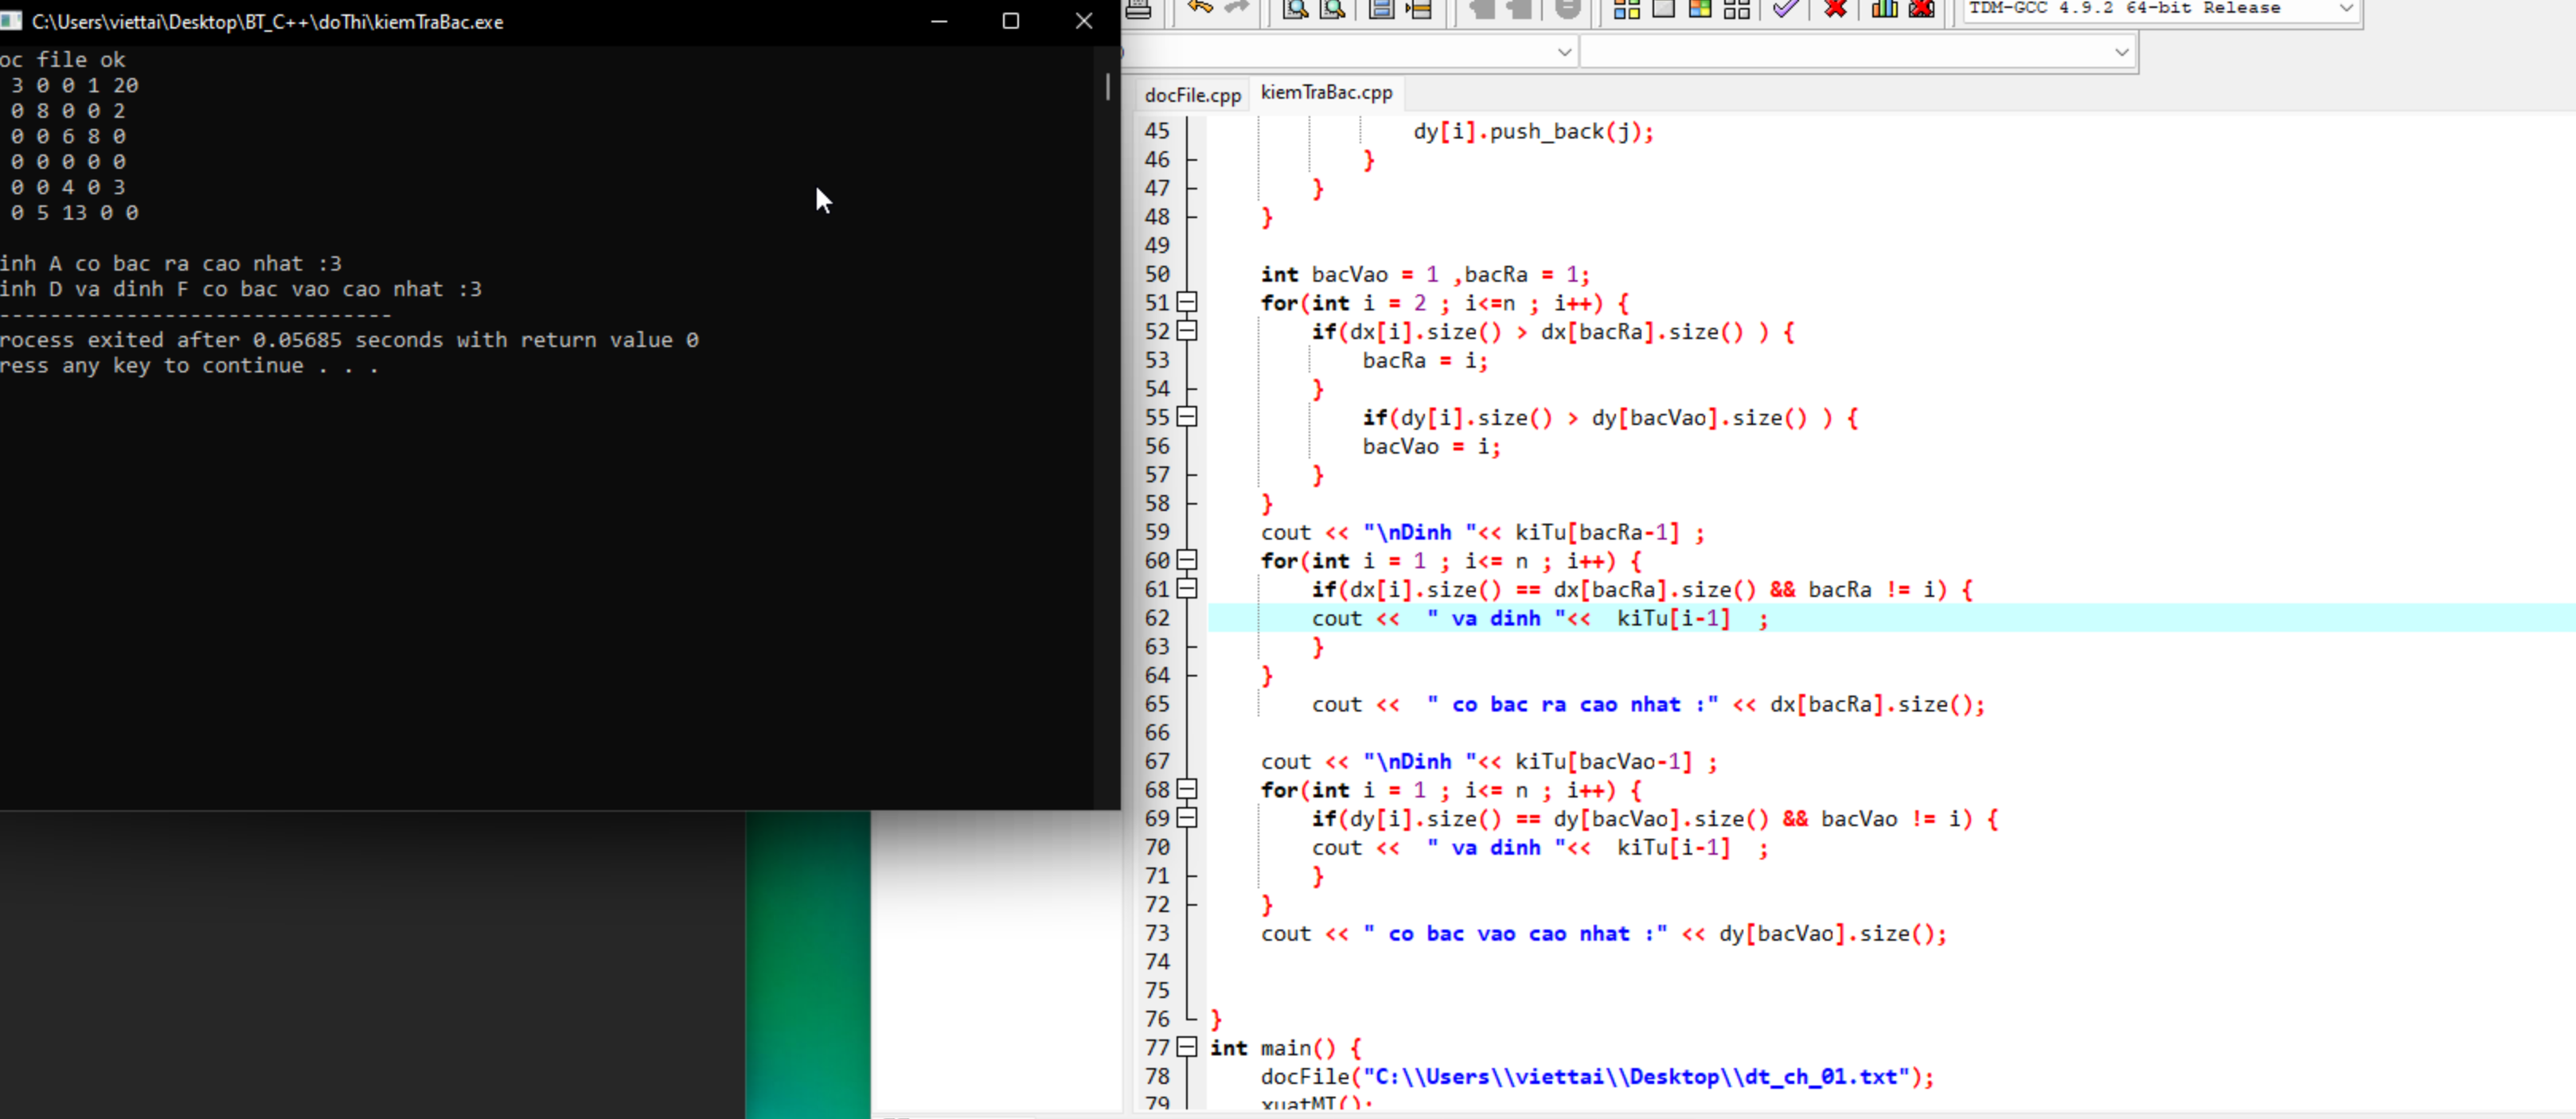 C:\Users\viettai\Desktop\BT_C++\doThi\kiemTraBac.exe
oc file ok
3 0 0 1 20
0 8 0 0 2
0 0 6 8 0
0 0 0 0 0
0 0 4 0 3
0 5 13 0 0
inh A co bac ra cao nhat :3
inh D va dinh F co bac vao cao nhat :3
--------------------------------
rocess exited after 0.05685 seconds with return value 0
ress any key to continue . . .
TDM-GCC 4.9.2 64-bit Release
docFile.cpp kiemTraBac.cpp
45 dy[i].push_back(j);
46 }
47 }
48 }
49
50 int bacVao = 1 ,bacRa = 1;
51 for(int i = 2 ; i<=n ; i++) {
52 if(dx[i].size() > dx[bacRa].size() ) {
53 bacRa = i;
54 }
55 if(dy[i].size() > dy[bacVao].size() ) {
56 bacVao = i;
57 }
58 }
59 cout << "\nDinh "<< kiTu[bacRa-1] ;
60 for(int i = 1 ; i<= n ; i++) {
61 if(dx[i].size() == dx[bacRa].size() && bacRa != i) {
62 cout <<  " va dinh "<<  kiTu[i-1]  ;
63 }
64 }
65 cout <<  " co bac ra cao nhat :" << dx[bacRa].size();
66
67 cout << "\nDinh "<< kiTu[bacVao-1] ;
68 for(int i = 1 ; i<= n ; i++) {
69 if(dy[i].size() == dy[bacVao].size() && bacVao != i) {
70 cout <<  " va dinh "<<  kiTu[i-1]  ;
71 }
72 }
73 cout << " co bac vao cao nhat :" << dy[bacVao].size();
74
75
76 }
77 int main() {
78 docFile("C:\\Users\\viettai\\Desktop\\dt_ch_01.txt");
79 xuatMT();